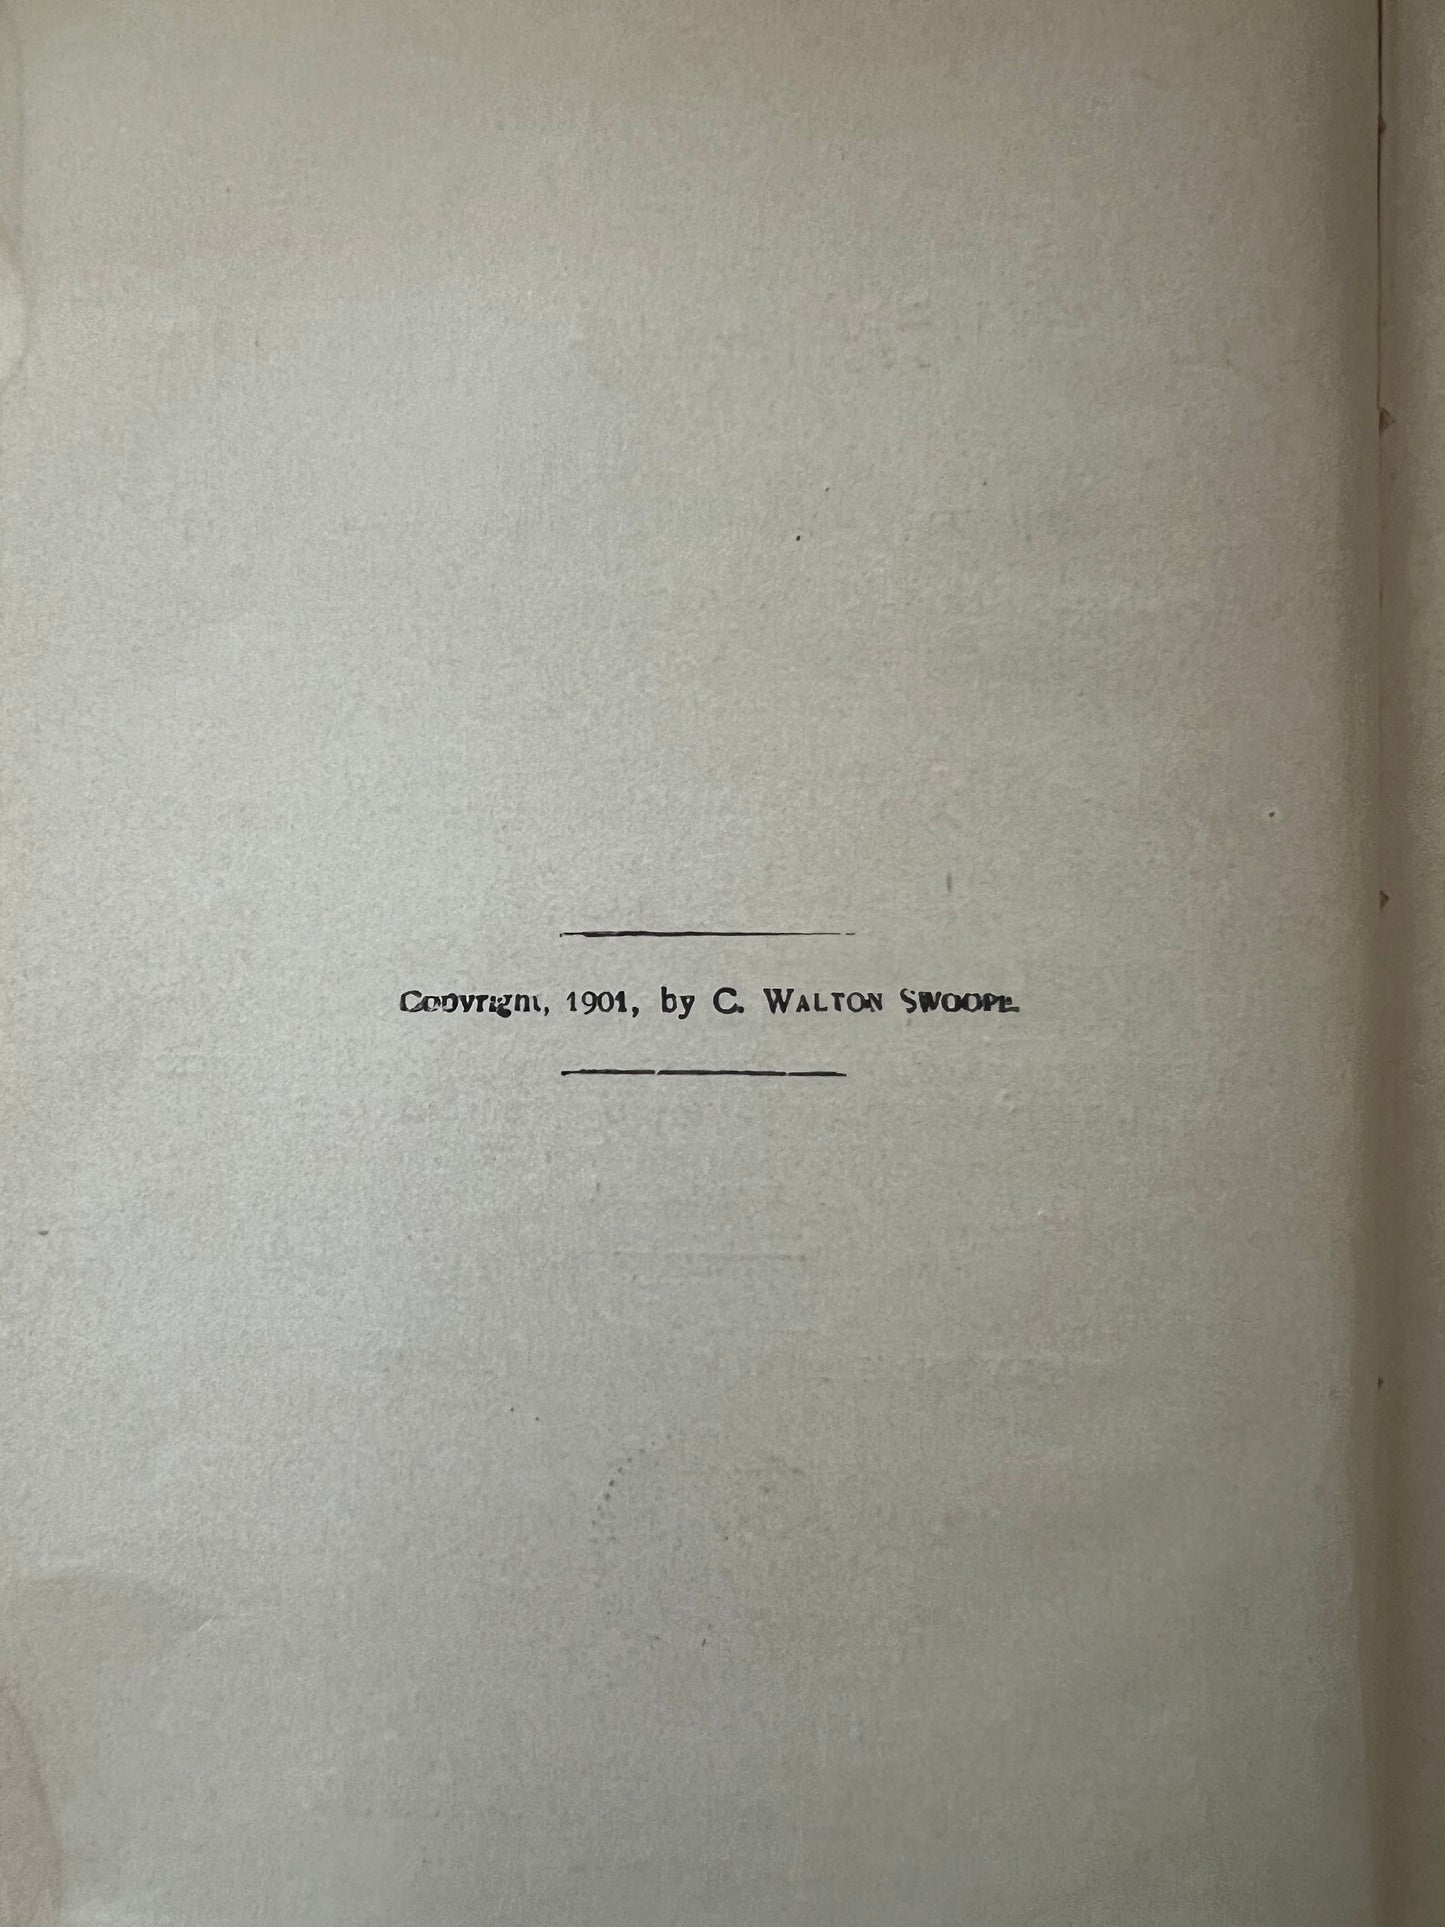 Copyright, 1901, by C. WALTON SWOOPE.